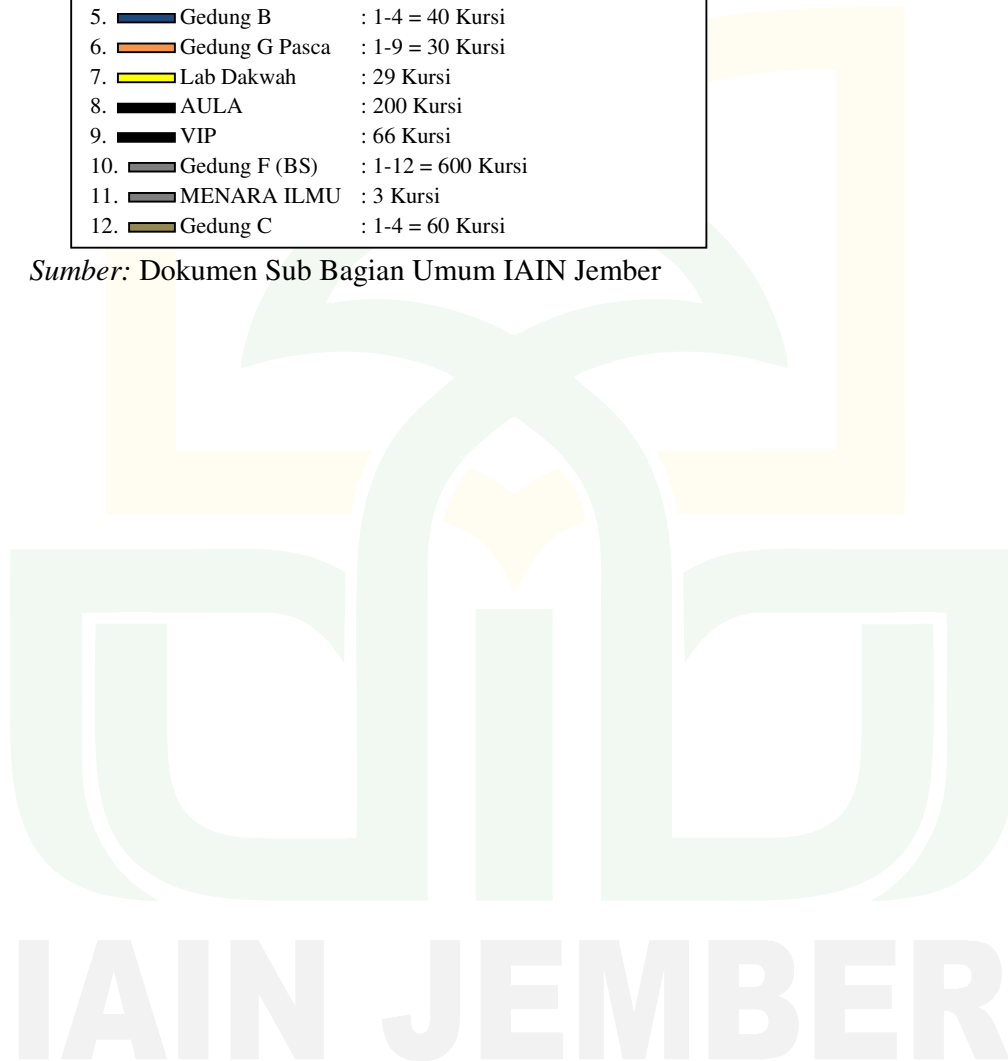 5. Gedung B : 1-4 = 40 Kursi
6. Gedung G Pasca : 1-9 = 30 Kursi
7. Lab Dakwah : 29 Kursi
8. AULA : 200 Kursi
9. VIP : 66 Kursi
10. Gedung F (BS) : 1-12 = 600 Kursi
11. MENARA ILMU : 3 Kursi
12. Gedung C : 1-4 = 60 Kursi
Sumber: Dokumen Sub Bagian Umum IAIN Jember
IAIN JEMBER